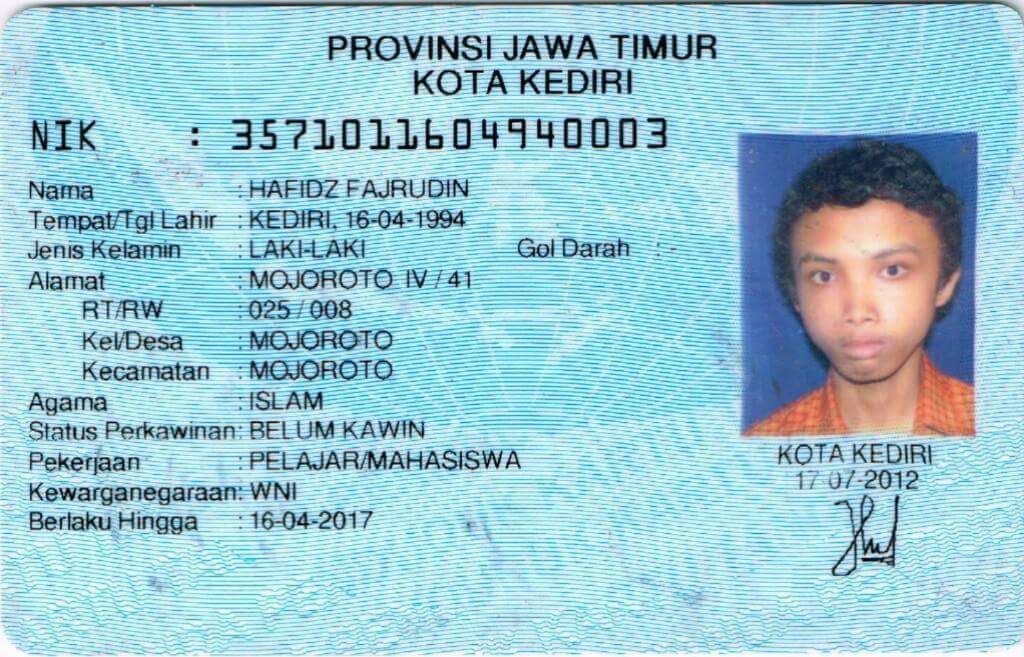 PROVINSI JAWA TIMUR
KOTA KEDIRI
NIK : 3571011604940003
Nama : HAFIDZ FAJRUDIN
Tempat/Tgl Lahir : KEDIRI, 16-04-1994
Jenis Kelamin : LAKI-LAKI Gol Darah : -
Alamat : MOJOROTO IV / 41
RT/RW : 025 / 008
Kel/Desa : MOJOROTO
Kecamatan : MOJOROTO
Agama : ISLAM
Status Perkawinan: BELUM KAWIN
Pekerjaan : PELAJAR/MAHASISWA
Kewarganegaraan: WNI
Berlaku Hingga : 16-04-2017
KOTA KEDIRI
17-07-2012